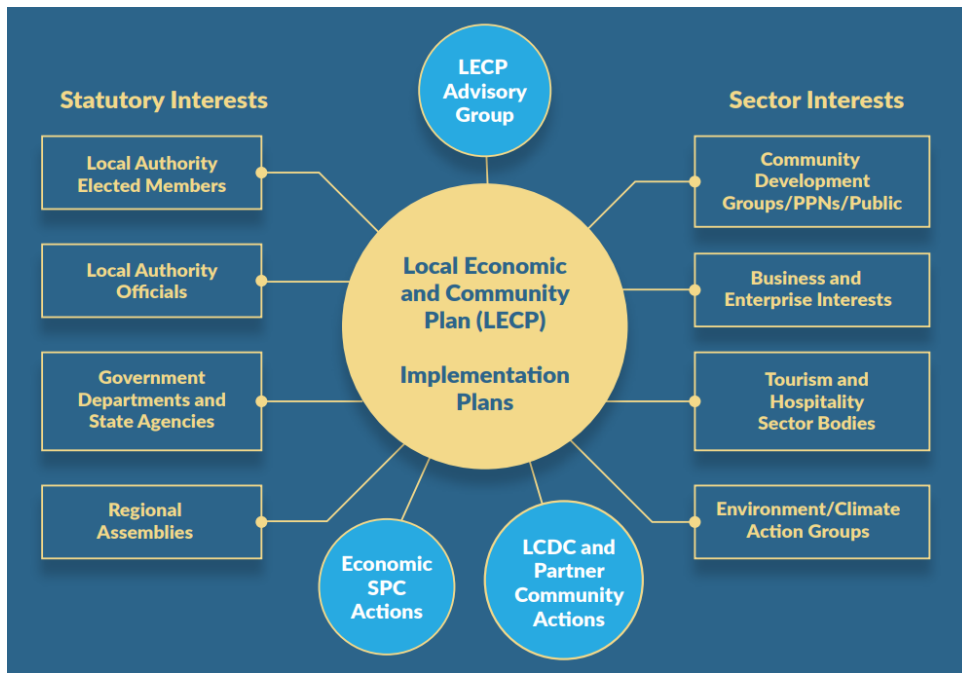 LECP
Advisory
Group
Statutory Interests
Local Authority
Elected Members
Local Authority
Officials
Government
Departments and
State Agencies
Regional
Assemblies
Local Economic
and Community
Plan (LECP)
Implementation
Plans
Economic
SPC
Actions
LCDC and
Partner
Community
Actions
Sector Interests
Community
Development
Groups/PPNs/Public
Business and
Enterprise Interests
Tourism and
Hospitality
Sector Bodies
Environment/Climate
Action Groups